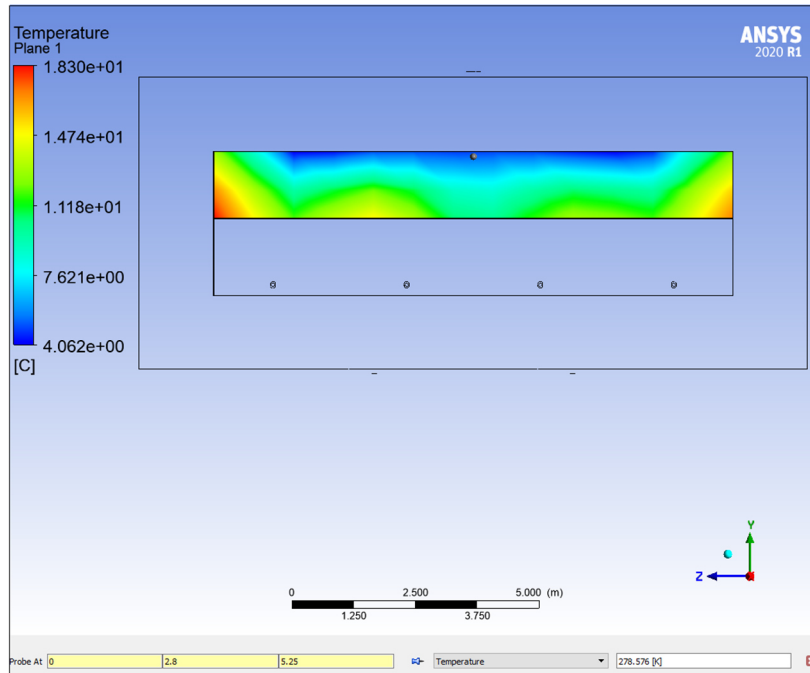 Temperature
Plane 1
1.830e+01
1.474e+01
1.118e+01
7.621e+00
4.062e+00
[C]
ANSYS
2020 R1
Y
Z
0 2.500 5.000 (m)
1.250 3.750
Probe At 0 2.8 5.25 Temperature 278.576 [K]